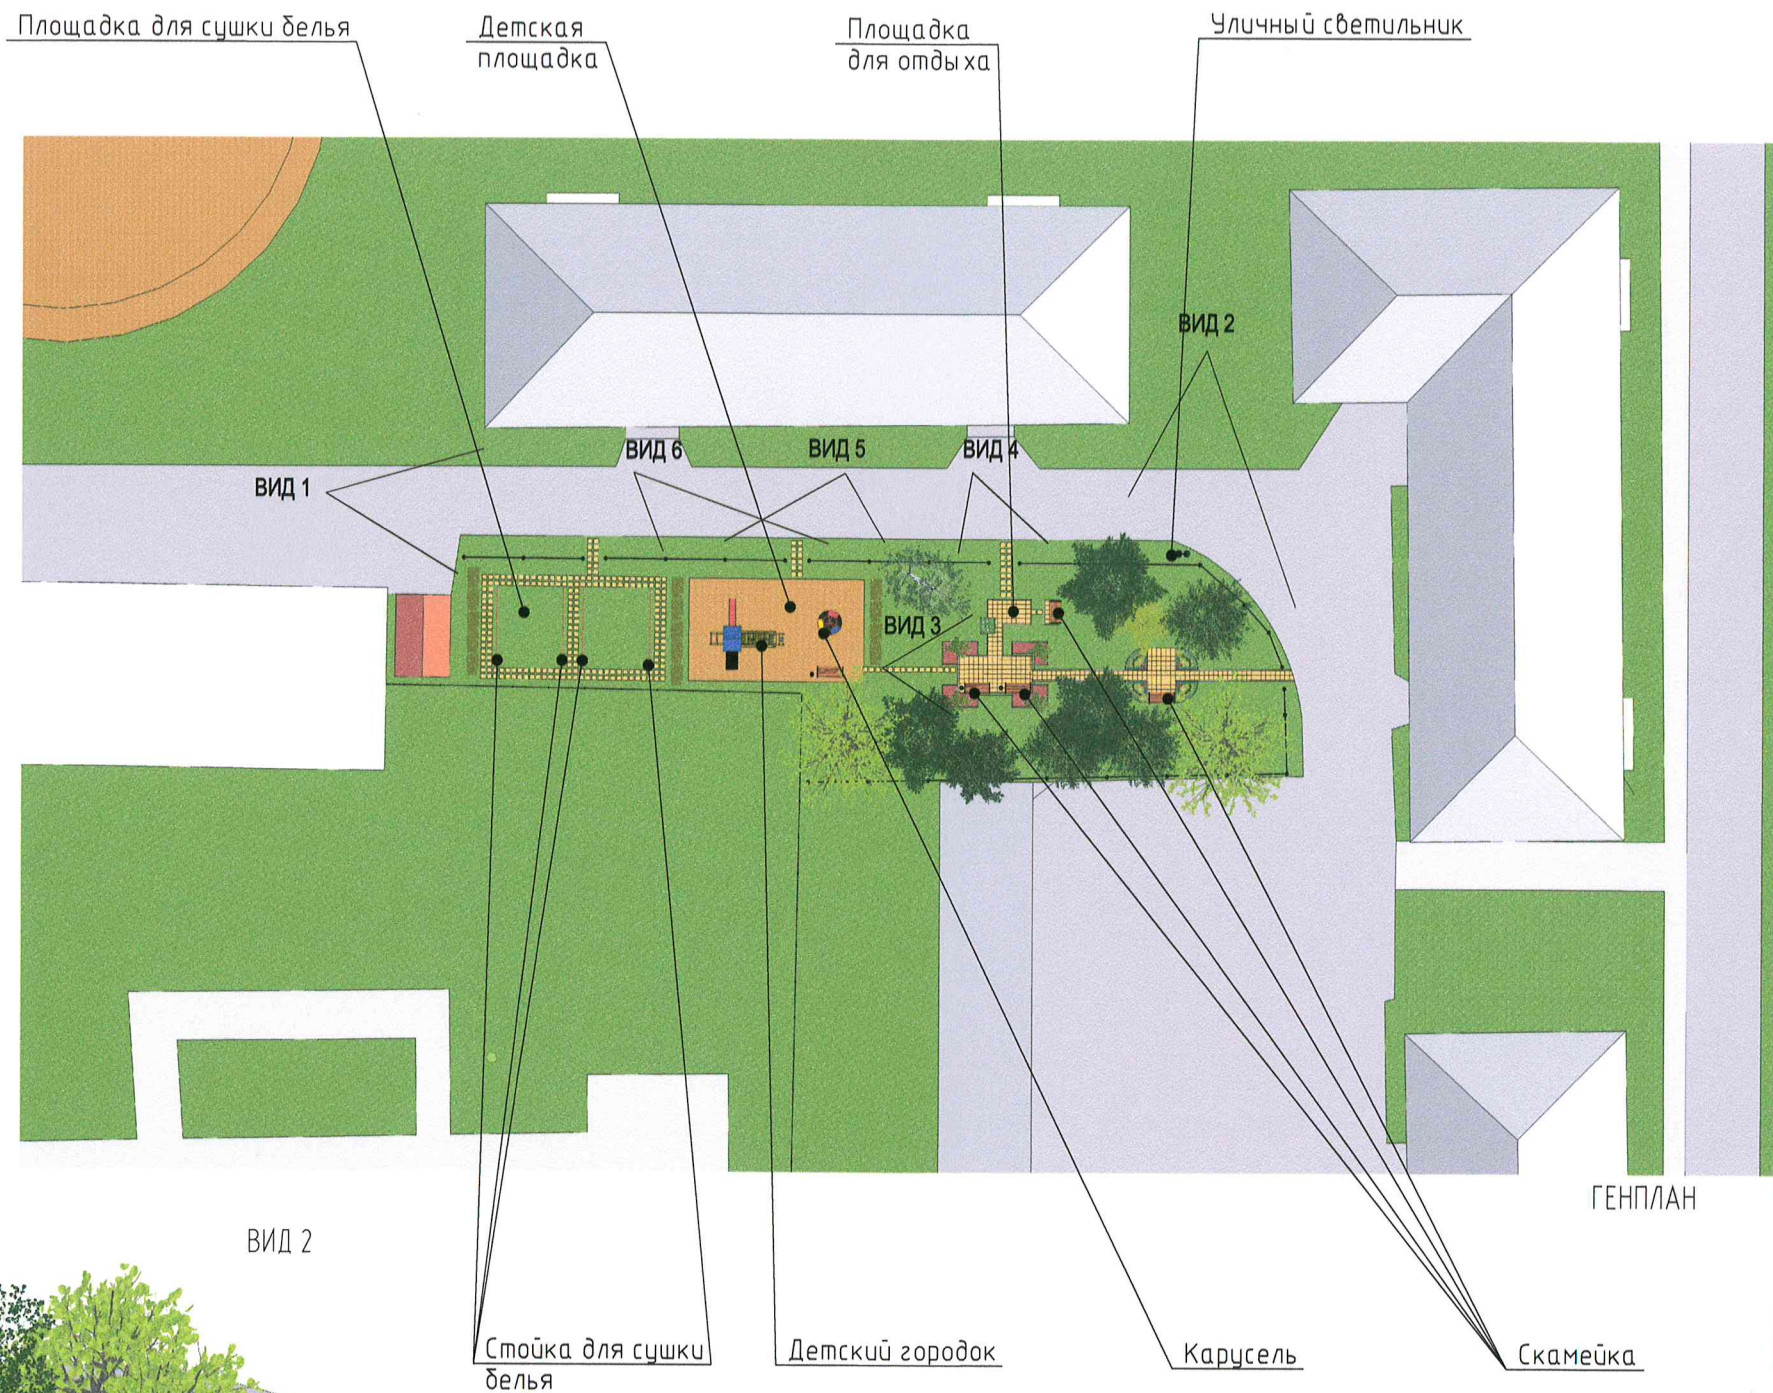 Площадка для сушки белья
Детская
площадка
Площадка
для отдыха
Уличный светильник
ВИД 2
ВИД 6
ВИД 5
ВИД 4
ВИД 1
ВИД 3
ГЕНПЛАН
ВИД 2
Стойка для сушки
белья
Детский городок
Карусель
Скамейка